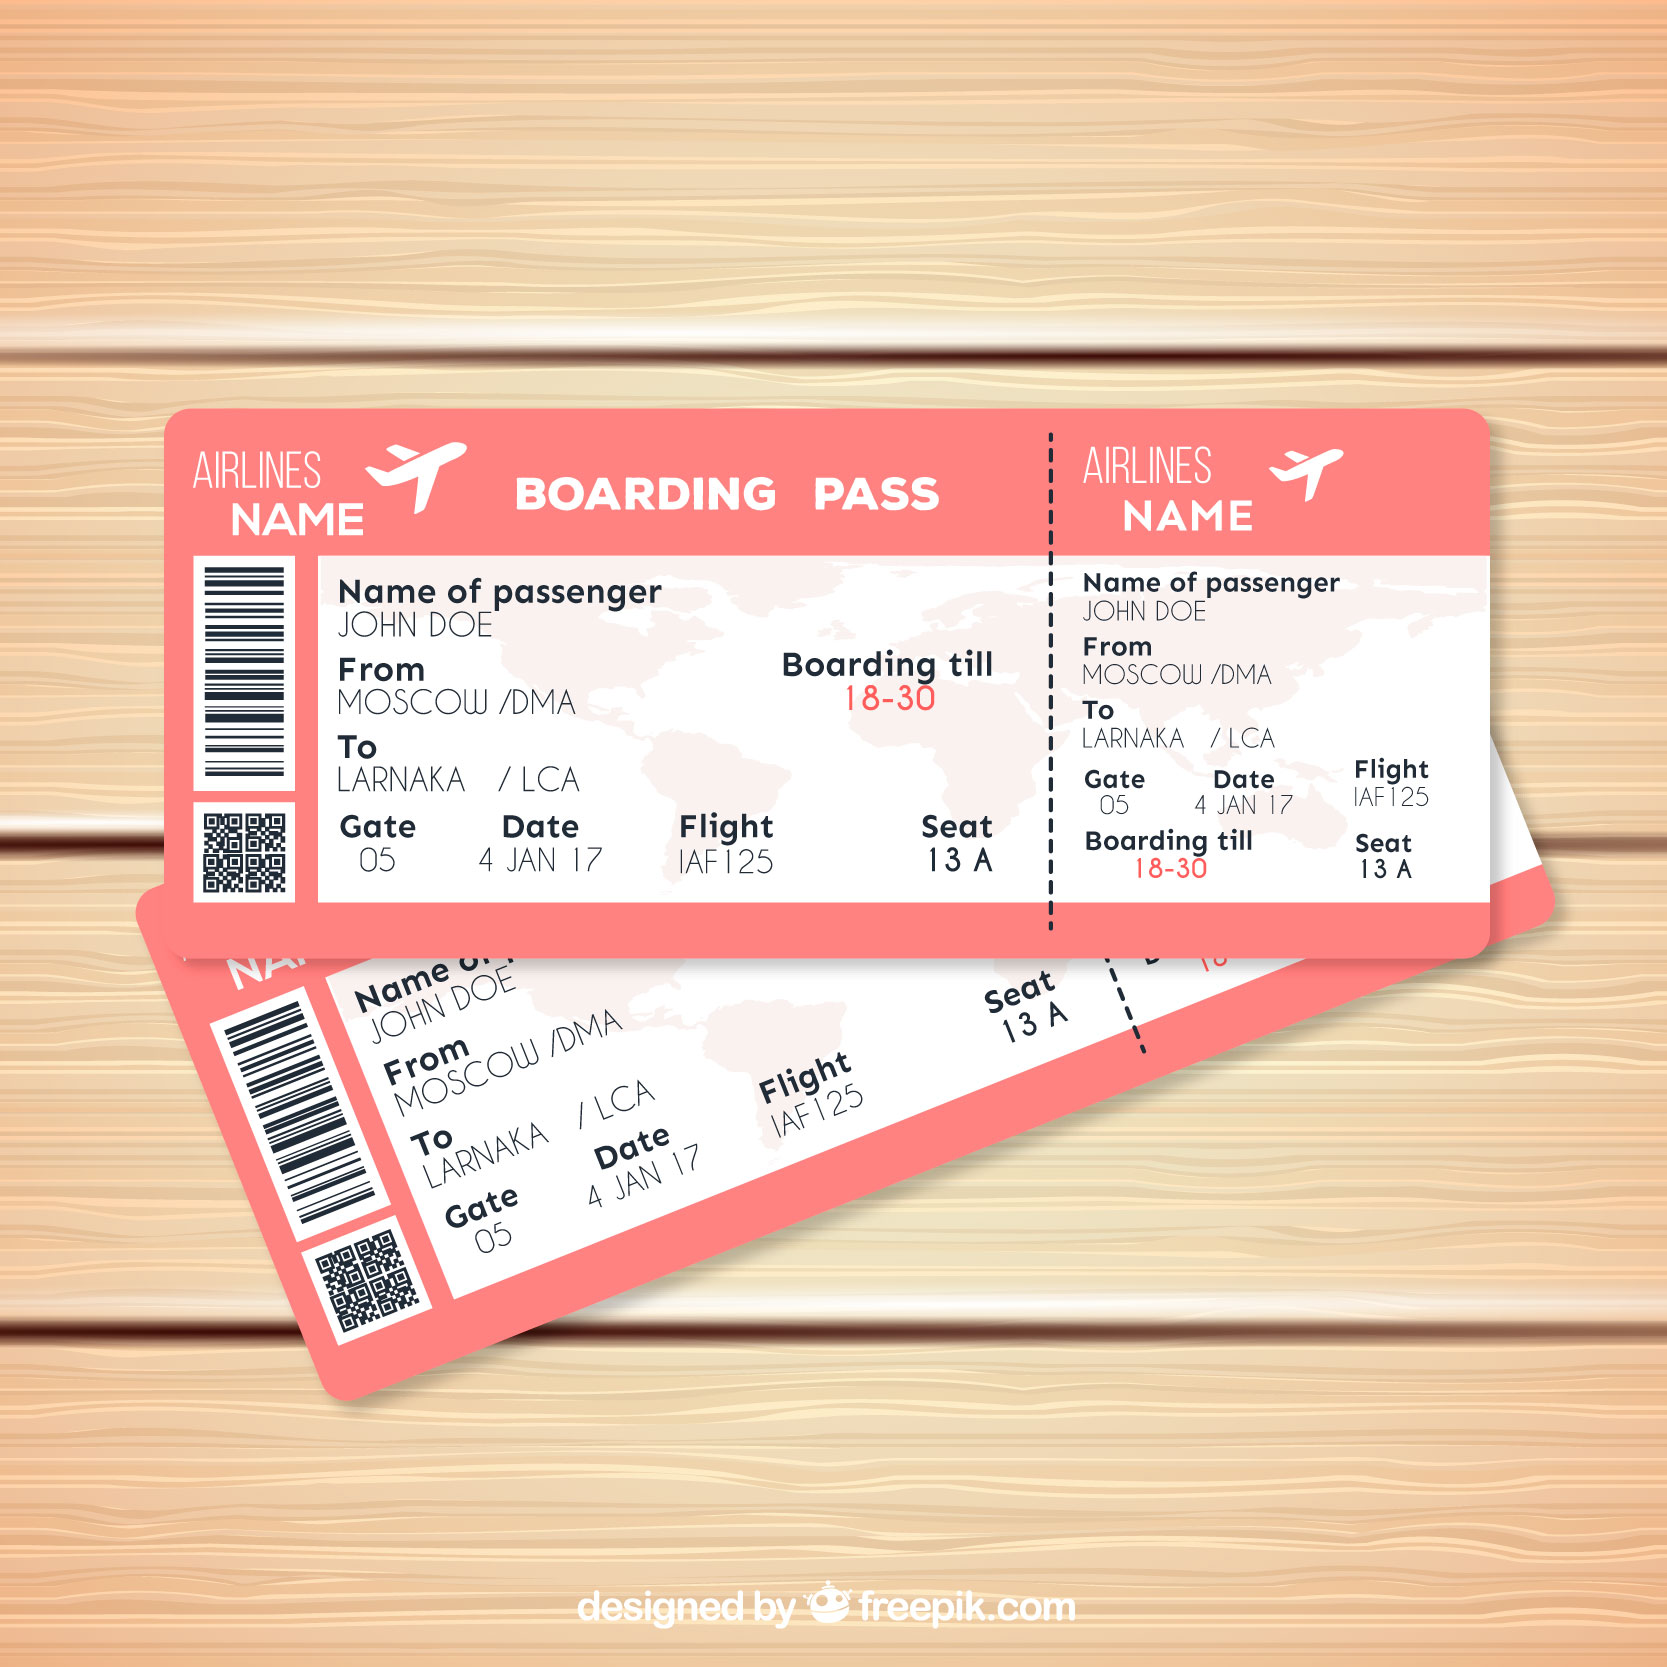 AIRLINES
NAME
BOARDING PASS
Name of passenger
JOHN DOE
From
MOSCOW /DMA
Boarding till
18-30
To
LARNAKA / LCA
Gate Date Flight Seat
05 4 JAN 17 IAF125 13 A
AIRLINES
NAME
Name of passenger
JOHN DOE
From
MOSCOW /DMA
To
LARNAKA / LCA
Gate Date Flight
05 4 JAN 17 IAF125
Boarding till Seat
18-30 13 A
Name of
JOHN DOE
From
MOSCOW /DMA
To
LARNAKA / LCA
Gate Date Flight Seat
05 4 JAN 17 IAF125 13 A
designed by freepik.com